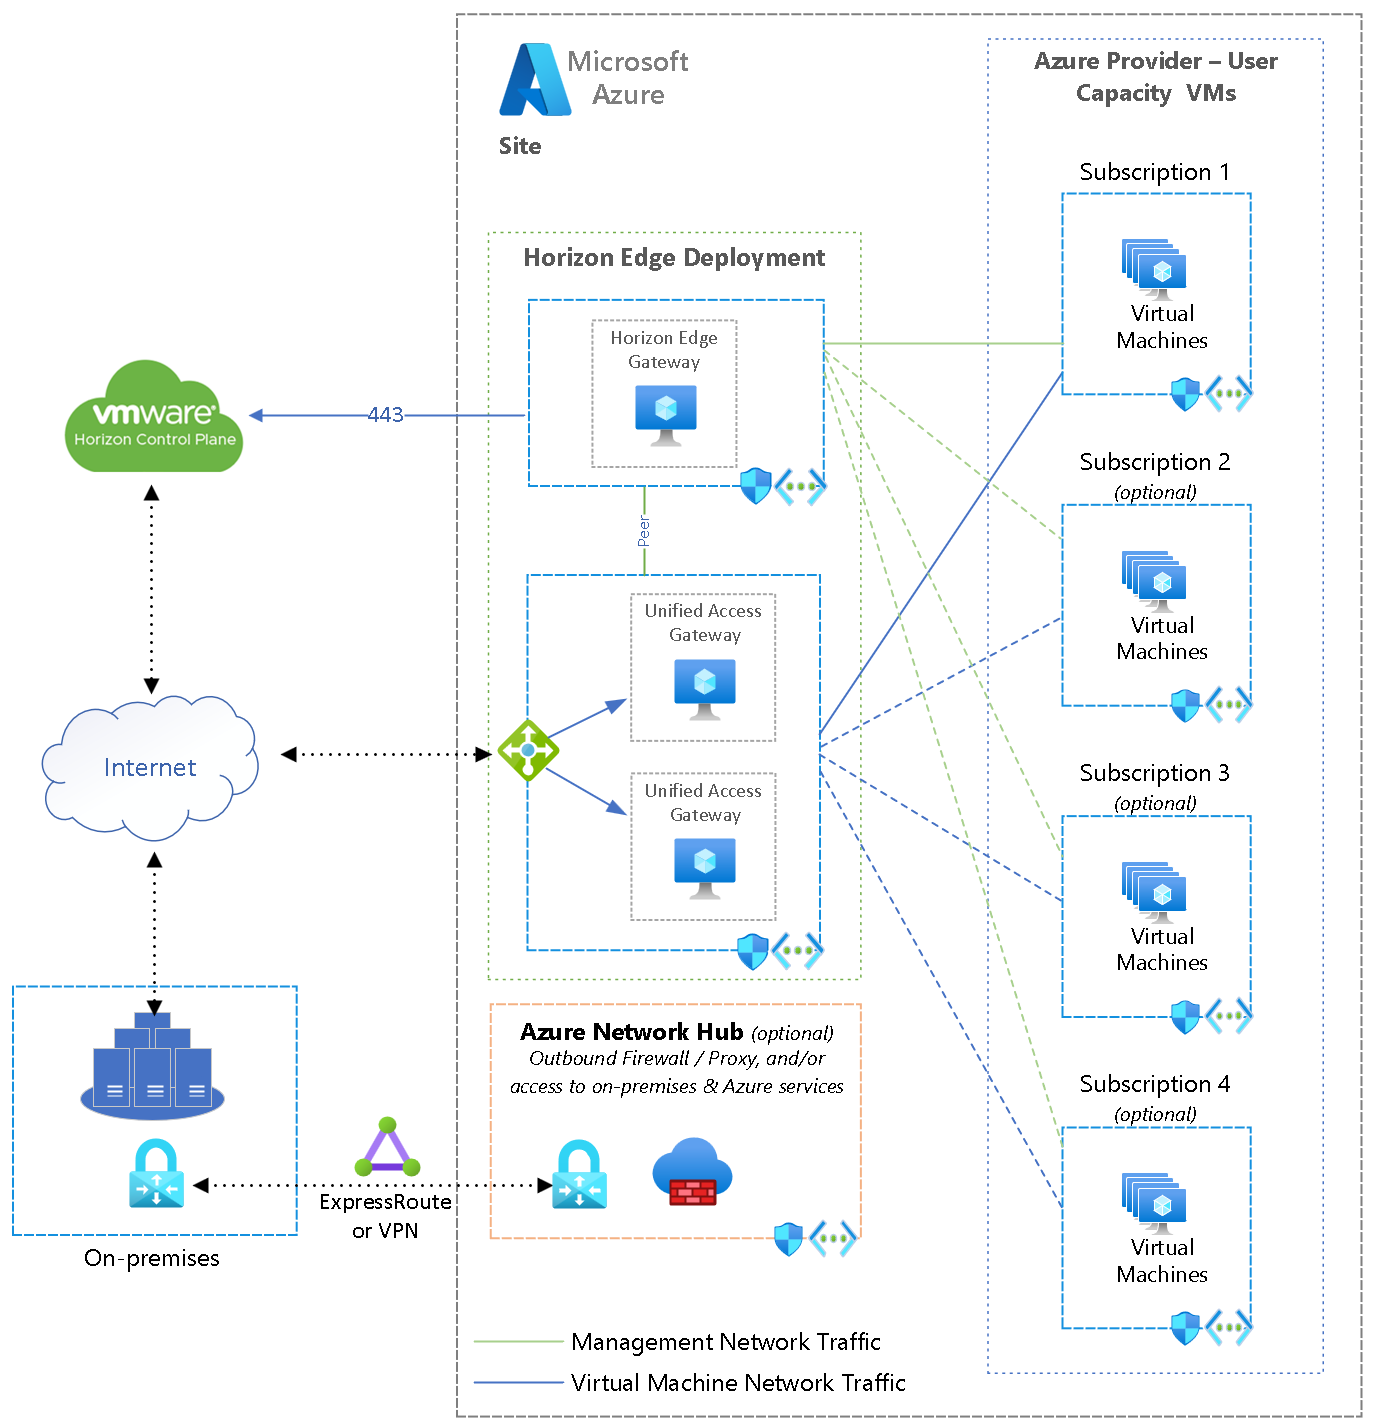 Microsoft
Azure
Site
Azure Provider – User
Capacity VMs
Subscription 1
Virtual
Machines
Horizon Edge Deployment
Horizon Edge
Gateway
vmware®
Horizon Control Plane
443
Subscription 2
(optional)
Virtual
Machines
Peer
Unified Access
Gateway
Internet
Unified Access
Gateway
Subscription 3
(optional)
Virtual
Machines
Azure Network Hub (optional)
Outbound Firewall / Proxy, and/or
access to on-premises & Azure services
Subscription 4
(optional)
Virtual
Machines
ExpressRoute
or VPN
On-premises
Management Network Traffic
Virtual Machine Network Traffic